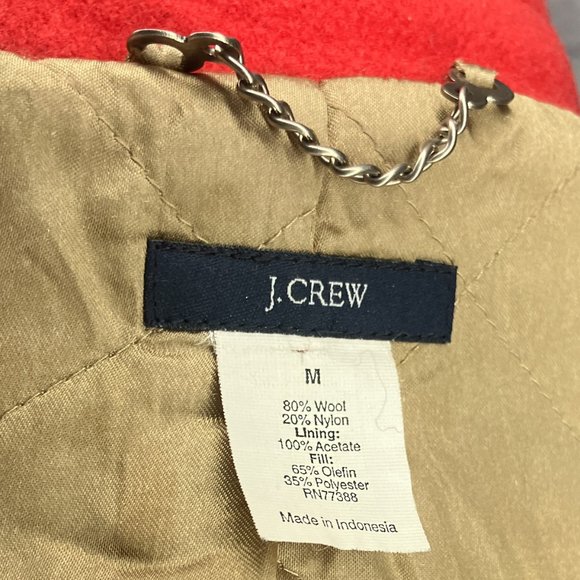 J.CREW
M
80% Wool
20% Nylon
Lining:
100% Acetate
Fill:
65% Olefin
35% Polyester
RN77388
Made in Indonesia